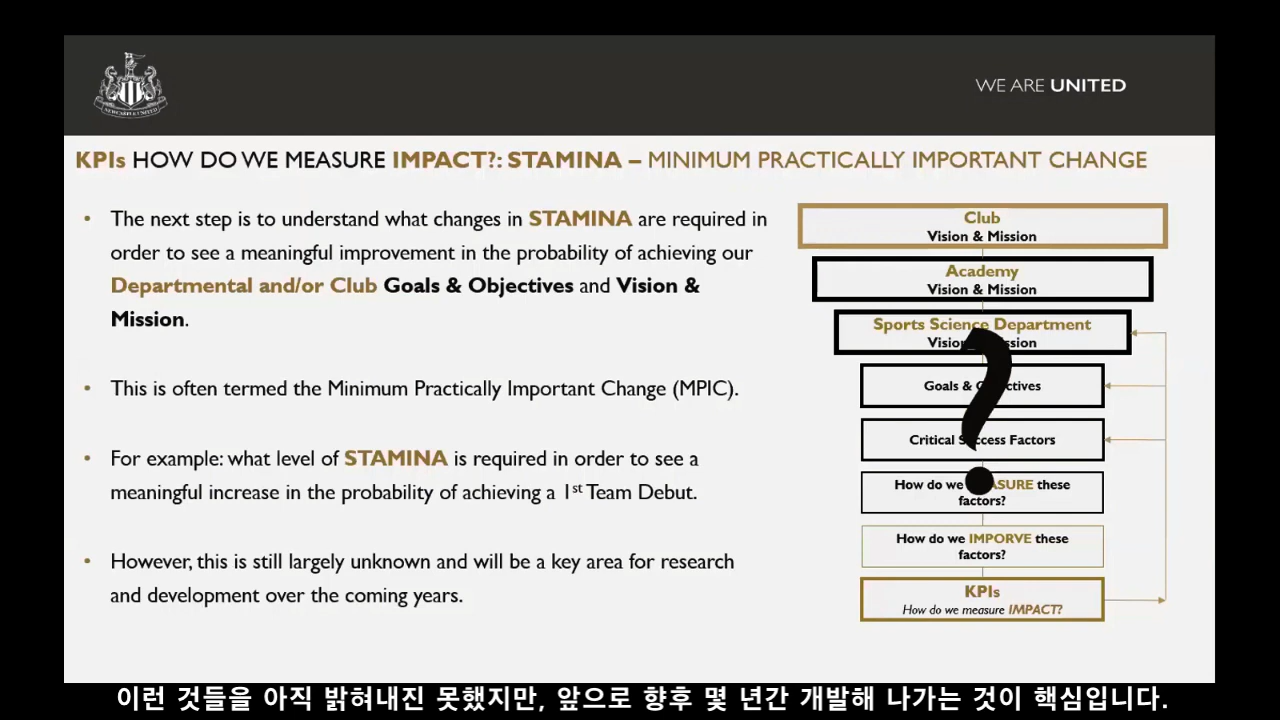 NEWCASTLE UNITED
WE ARE UNITED
KPIs HOW DO WE MEASURE IMPACT?: STAMINA – MINIMUM PRACTICALLY IMPORTANT CHANGE
• The next step is to understand what changes in STAMINA are required in
order to see a meaningful improvement in the probability of achieving our
Departmental and/or Club Goals & Objectives and Vision &
Mission.
• This is often termed the Minimum Practically Important Change (MPIC).
• For example: what level of STAMINA is required in order to see a
meaningful increase in the probability of achieving a 1st Team Debut.
• However, this is still largely unknown and will be a key area for research
and development over the coming years.
Club
Vision & Mission
Academy
Vision & Mission
Sports Science Department
Vision & Mission
Goals & Objectives
Critical Success Factors
How do we MEASURE these
factors?
How do we IMPORVE these
factors?
KPIs
How do we measure IMPACT?
?
이런 것들을 아직 밝혀내진 못했지만, 앞으로 향후 몇 년간 개발해 나가는 것이 핵심입니다.